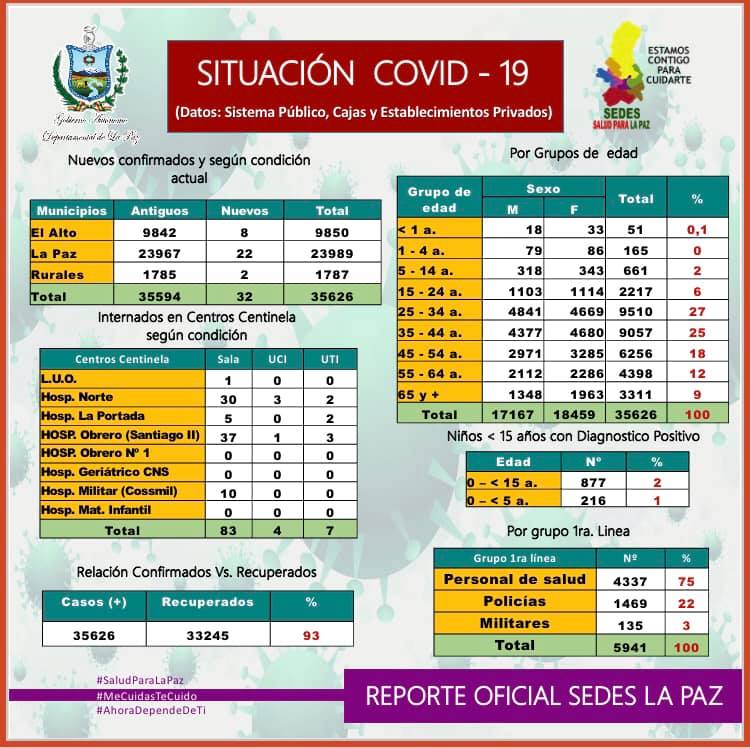 SITUACIÓN COVID - 19
(Datos: Sistema Público, Cajas y Establecimientos Privados)
Gobierno Autónomo
Departamental de La Paz
ESTAMOS
CONTIGO
PARA
CUIDARTE
SEDES
SALUD PARA LA PAZ
Nuevos confirmados y según condición
actual
Municipios Antiguos Nuevos Total
El Alto 9842 8 9850
La Paz 23967 22 23989
Rurales 1785 2 1787
Total 35594 32 35626
Internados en Centros Centinela
según condición
Centros Centinela Sala UCI UTI
L.U.O. 1 0 0
Hosp. Norte 30 3 2
Hosp. La Portada 5 0 2
HOSP. Obrero (Santiago II) 37 1 3
HOSP. Obrero Nº 1 0 0 0
Hosp. Geriátrico CNS 0 0 0
Hosp. Militar (Cossmil) 10 0 0
Hosp. Mat. Infantil 0 0 0
Total 83 4 7
Relación Confirmados Vs. Recuperados
Casos (+) Recuperados %
35626 33245 93
Por Grupos de edad
Grupo de edad Sexo Total %
M F
< 1 a. 18 33 51 0,1
1 - 4 a. 79 86 165 0
5 - 14 a. 318 343 661 2
15 - 24 a. 1103 1114 2217 6
25 - 34 a. 4841 4669 9510 27
35 - 44 a. 4377 4680 9057 25
45 - 54 a. 2971 3285 6256 18
55 - 64 a. 2112 2286 4398 12
65 y + 1348 1963 3311 9
Total 17167 18459 35626 100
Niños < 15 años con Diagnostico Positivo
Edad Nº %
0 – < 15 a. 877 2
0 – < 5 a. 216 1
Por grupo 1ra. Linea
Grupo 1ra línea Nº %
Personal de salud 4337 75
Policías 1469 22
Militares 135 3
Total 5941 100
#SaludParaLaPaz
#MeCuidasTeCuido
#AhoraDependeDeTi
REPORTE OFICIAL SEDES LA PAZ